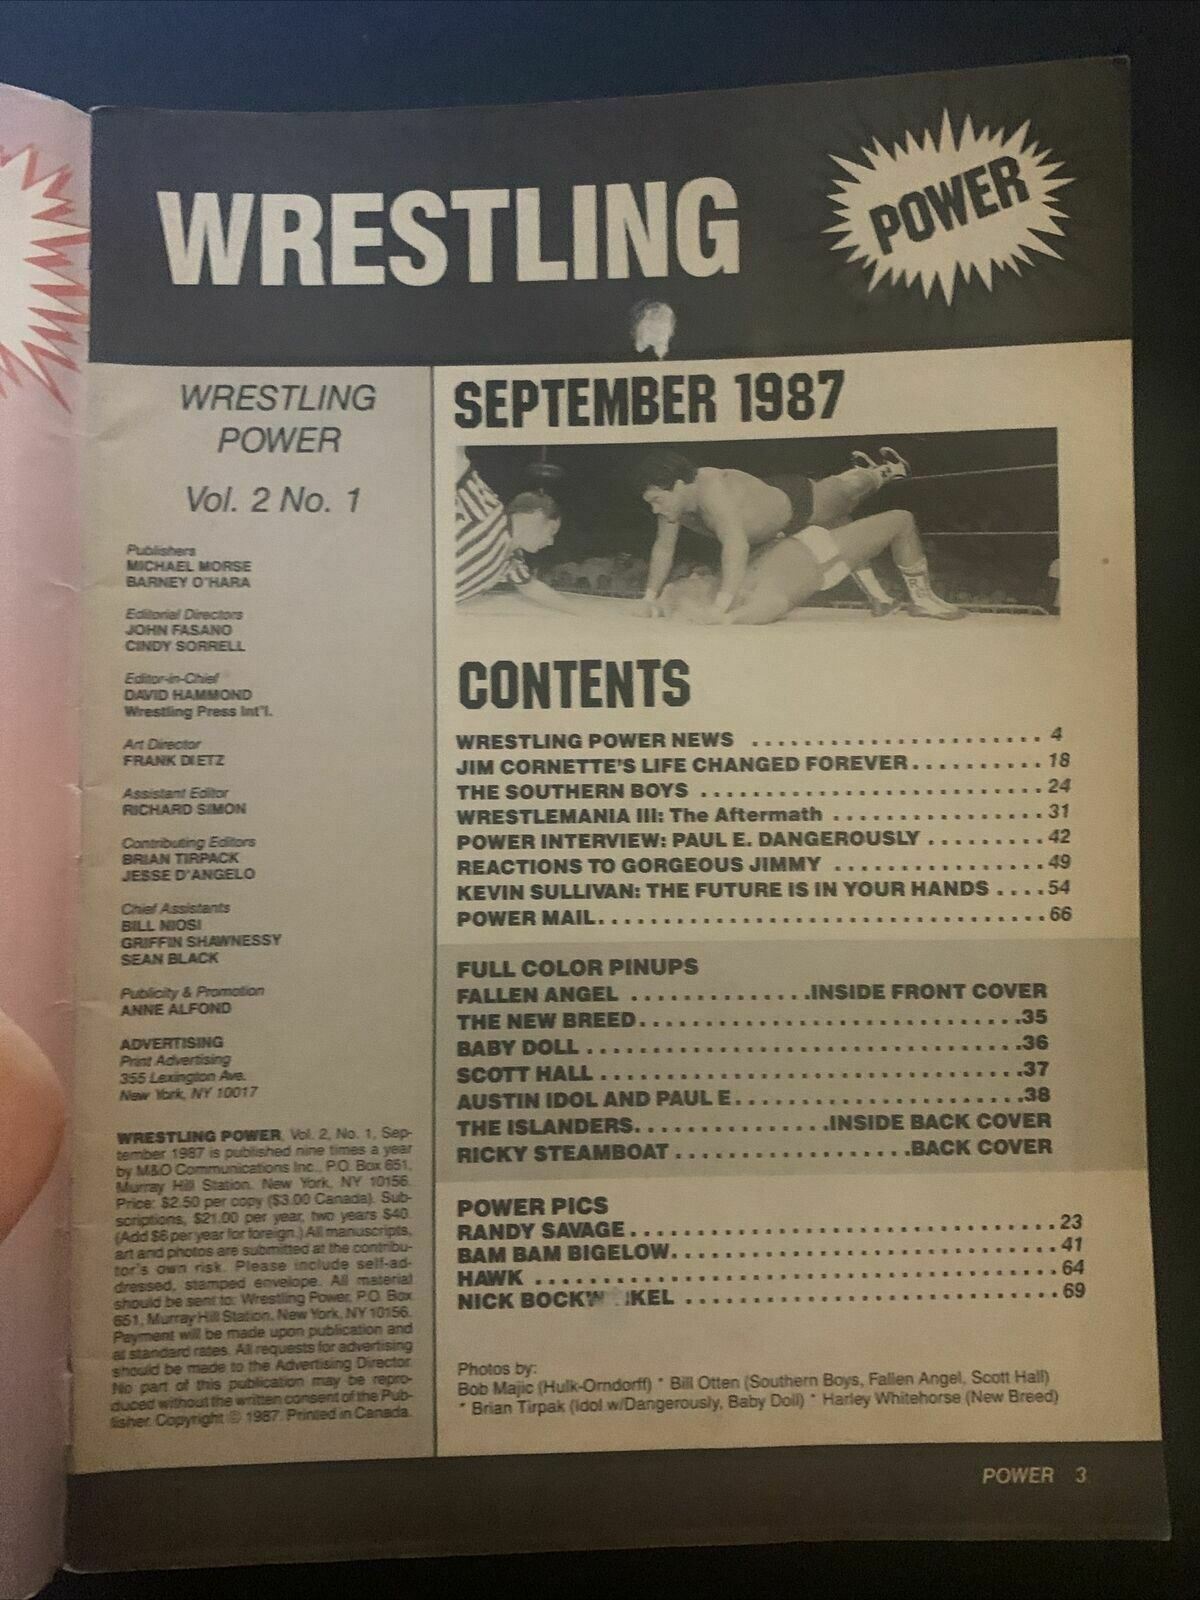 WRESTLING
POWER
WRESTLING
POWER
Vol. 2 No. 1
Publishers
MICHAEL MORSE
BARNEY O'HARA
Editorial Directors
JOHN FASANO
CINDY SORRELL
Editor-in-Chief
DAVID HAMMOND
Wrestling Press Int'l.
Art Director
FRANK DIETZ
Assistant Editor
RICHARD SIMON
Contributing Editors
BRIAN TIRPACK
JESSE D'ANGELO
Chief Assistants
BILL NIOSI
GRIFFIN SHAWNESSY
SEAN BLACK
Publicity & Promotion
ANNE ALFOND
ADVERTISING
Print Advertising
355 Lexington Ave.
New York, NY 10017
WRESTLING POWER, Vol. 2, No. 1, Sep-
tember 1987 is published nine times a year
by M&O Communications Inc., P.O. Box 651,
Murray Hill Station, New York, NY 10156.
Price: $2.50 per copy ($3.00 Canada). Sub-
scriptions, $21.00 per year, two years $40.
(Add $6 per year for foreign.) All manuscripts,
art and photos are submitted at the contribu-
tor's own risk. Please include self-ad-
dressed, stamped envelope. All material
should be sent to: Wrestling Power, P.O. Box
651, Murray Hill Station, New York, NY 10156.
Payment will be made upon publication and
at standard rates. All requests for advertising
should be made to the Advertising Director.
No part of this publication may be repro-
duced without the written consent of the Pub-
lisher. Copyright © 1987. Printed in Canada.
SEPTEMBER 1987
CONTENTS
WRESTLING POWER NEWS ....................... 4
JIM CORNETTE'S LIFE CHANGED FOREVER.......... 18
THE SOUTHERN BOYS ........................... 24
WRESTLEMANIA III: The Aftermath ................ 31
POWER INTERVIEW: PAUL E. DANGEROUSLY ......... 42
REACTIONS TO GORGEOUS JIMMY ................. 49
KEVIN SULLIVAN: THE FUTURE IS IN YOUR HANDS .... 54
POWER MAIL................................... 66
FULL COLOR PINUPS
FALLEN ANGEL ..............INSIDE FRONT COVER
THE NEW BREED.............................35
BABY DOLL .................................36
SCOTT HALL ................................37
AUSTIN IDOL AND PAUL E......................38
THE ISLANDERS...............INSIDE BACK COVER
RICKY STEAMBOAT ..................BACK COVER
POWER PICS
RANDY SAVAGE.................................23
BAM BAM BIGELOW..............................41
HAWK ........................................64
NICK BOCKW KEL .............................69
Photos by:
Bob Majic (Hulk-Orndorff) * Bill Otten (Southern Boys, Fallen Angel, Scott Hall)
* Brian Tirpak (Idol w/Dangerously, Baby Doll) * Harley Whitehorse (New Breed)
POWER 3